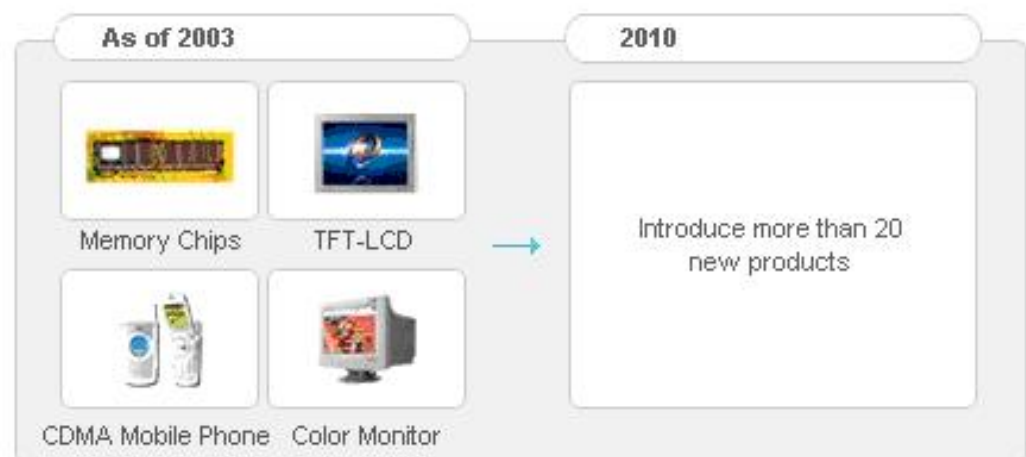 As of 2003
2010
Memory Chips
TFT-LCD
CDMA Mobile Phone
Color Monitor
Introduce more than 20
new products